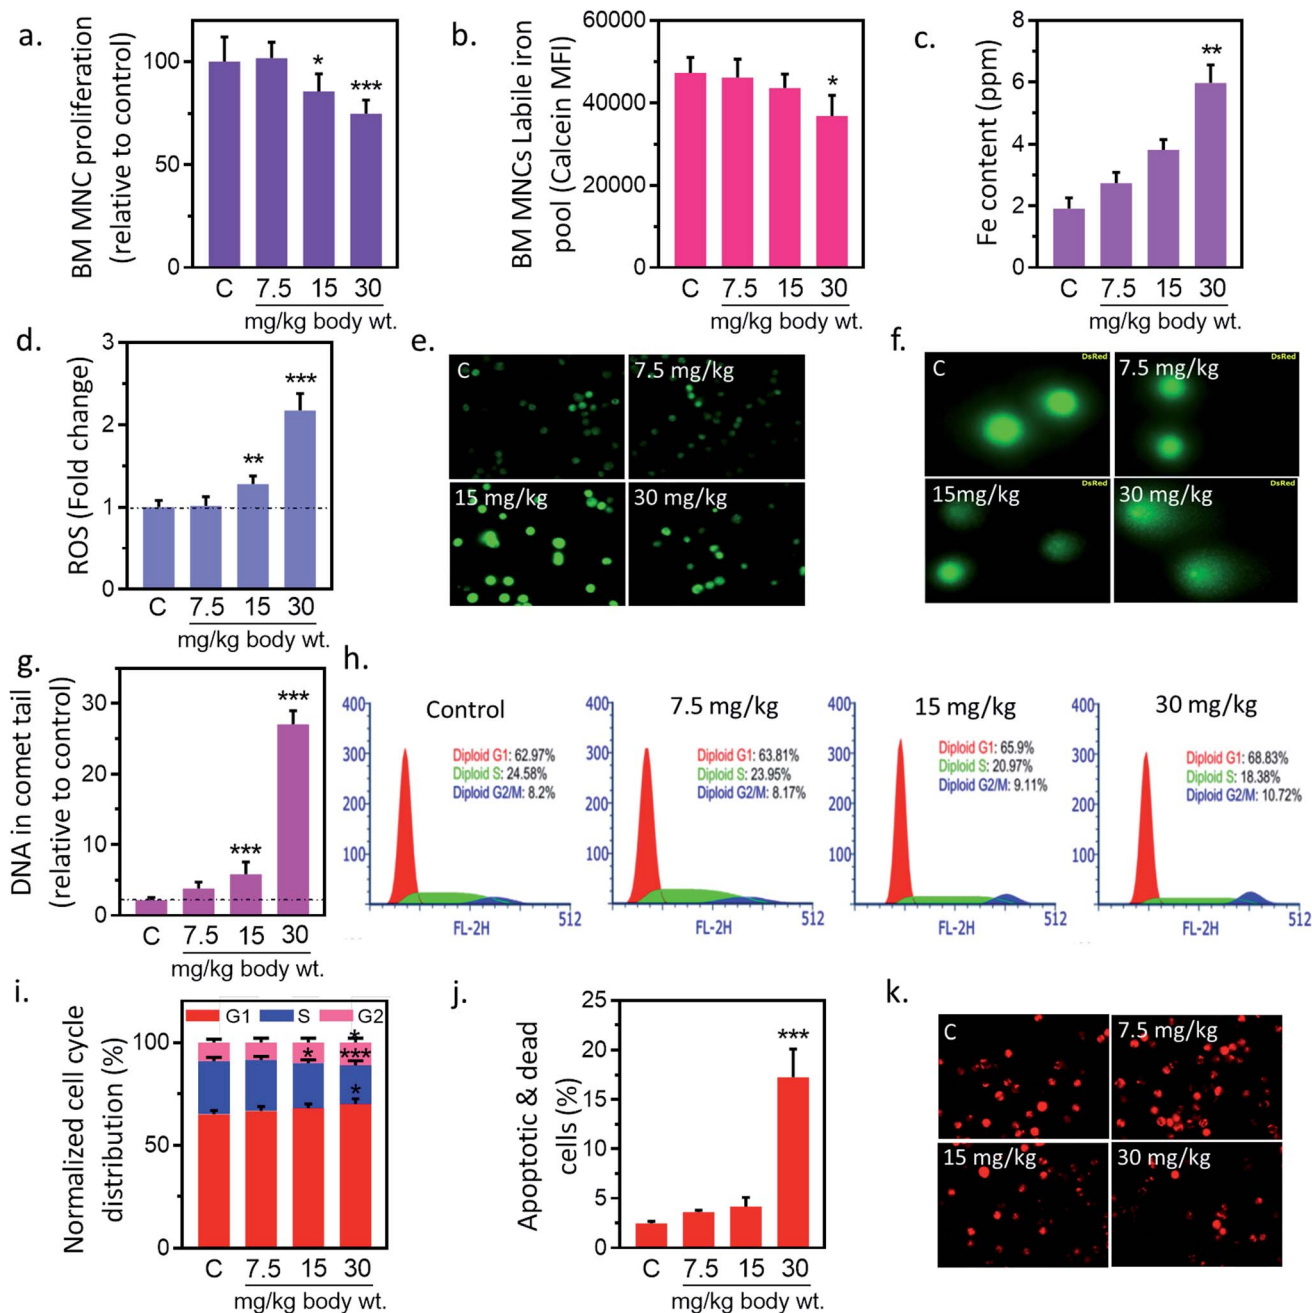 a.
BM MNC proliferation
(relative to control)
100
50
0
*
***
C 7.5 15 30
mg/kg body wt.
b.
BM MNCs Labile iron
pool (Calcein MFI)
60000
40000
20000
0
*
C 7.5 15 30
mg/kg body wt.
c.
Fe content (ppm)
8
6
4
2
0
**
C 7.5 15 30
mg/kg body wt.
d.
ROS (Fold change)
3
2
1
0
**
***
C 7.5 15 30
mg/kg body wt.
e.
C
7.5 mg/kg
15 mg/kg
30 mg/kg
f.
C
DsRed
7.5 mg/kg
DsRed
15mg/kg
DsRed
30 mg/kg
DsRed
g.
DNA in comet tail
(relative to control)
30
20
10
0
***
***
C 7.5 15 30
mg/kg body wt.
h.
400
300
200
100
Control
Diploid G1: 62.97%
Diploid S: 24.58%
Diploid G2/M: 8.2%
FL-2H
512
400
300
200
100
7.5 mg/kg
Diploid G1: 63.81%
Diploid S: 23.95%
Diploid G2/M: 8.17%
FL-2H
512
400
300
200
100
15 mg/kg
Diploid G1: 65.9%
Diploid S: 20.97%
Diploid G2/M: 9.11%
FL-2H
512
400
300
200
100
30 mg/kg
Diploid G1: 68.83%
Diploid S: 18.38%
Diploid G2/M: 10.72%
FL-2H
512
i.
Normalized cell cycle
distribution (%)
G1 S G2
100
50
0
*
*
***
*
C 7.5 15 30
mg/kg body wt.
j.
Apoptotic & dead
cells (%)
25
20
15
10
5
0
***
C 7.5 15 30
mg/kg body wt.
k.
C
7.5 mg/kg
15 mg/kg
30 mg/kg